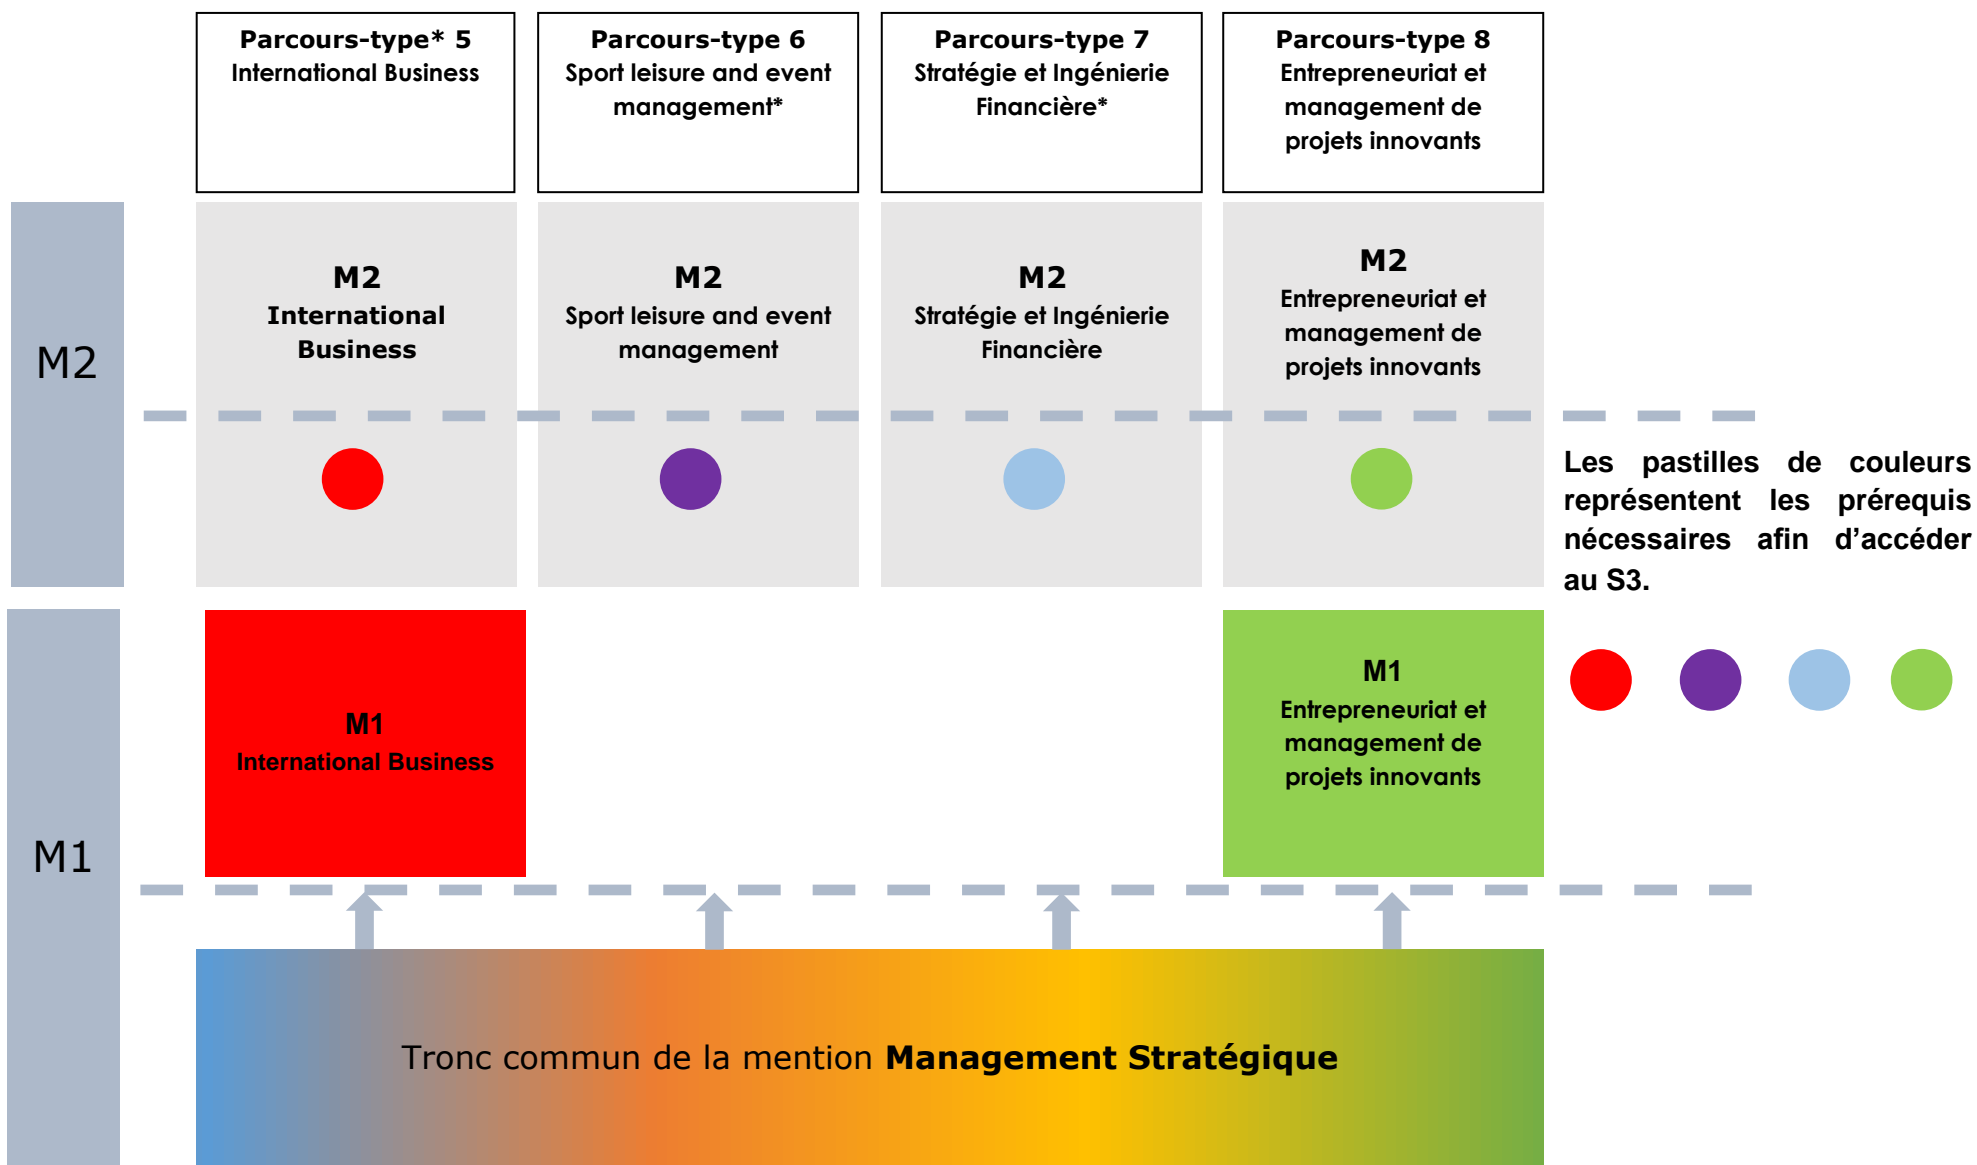 Parcours-type* 5
International Business
Parcours-type 6
Sport leisure and event
management*
Parcours-type 7
Stratégie et Ingénierie
Financière*
Parcours-type 8
Entrepreneuriat et
management de
projets innovants
M2
M2
International
Business
M2
Sport leisure and event
management
M2
Stratégie et Ingénierie
Financière
M2
Entrepreneuriat et
management de
projets innovants
Les pastilles de couleurs
représentent les prérequis
nécessaires afin d’accéder
au S3.
M1
M1
International Business
M1
Entrepreneuriat et
management de
projets innovants
Tronc commun de la mention Management Stratégique